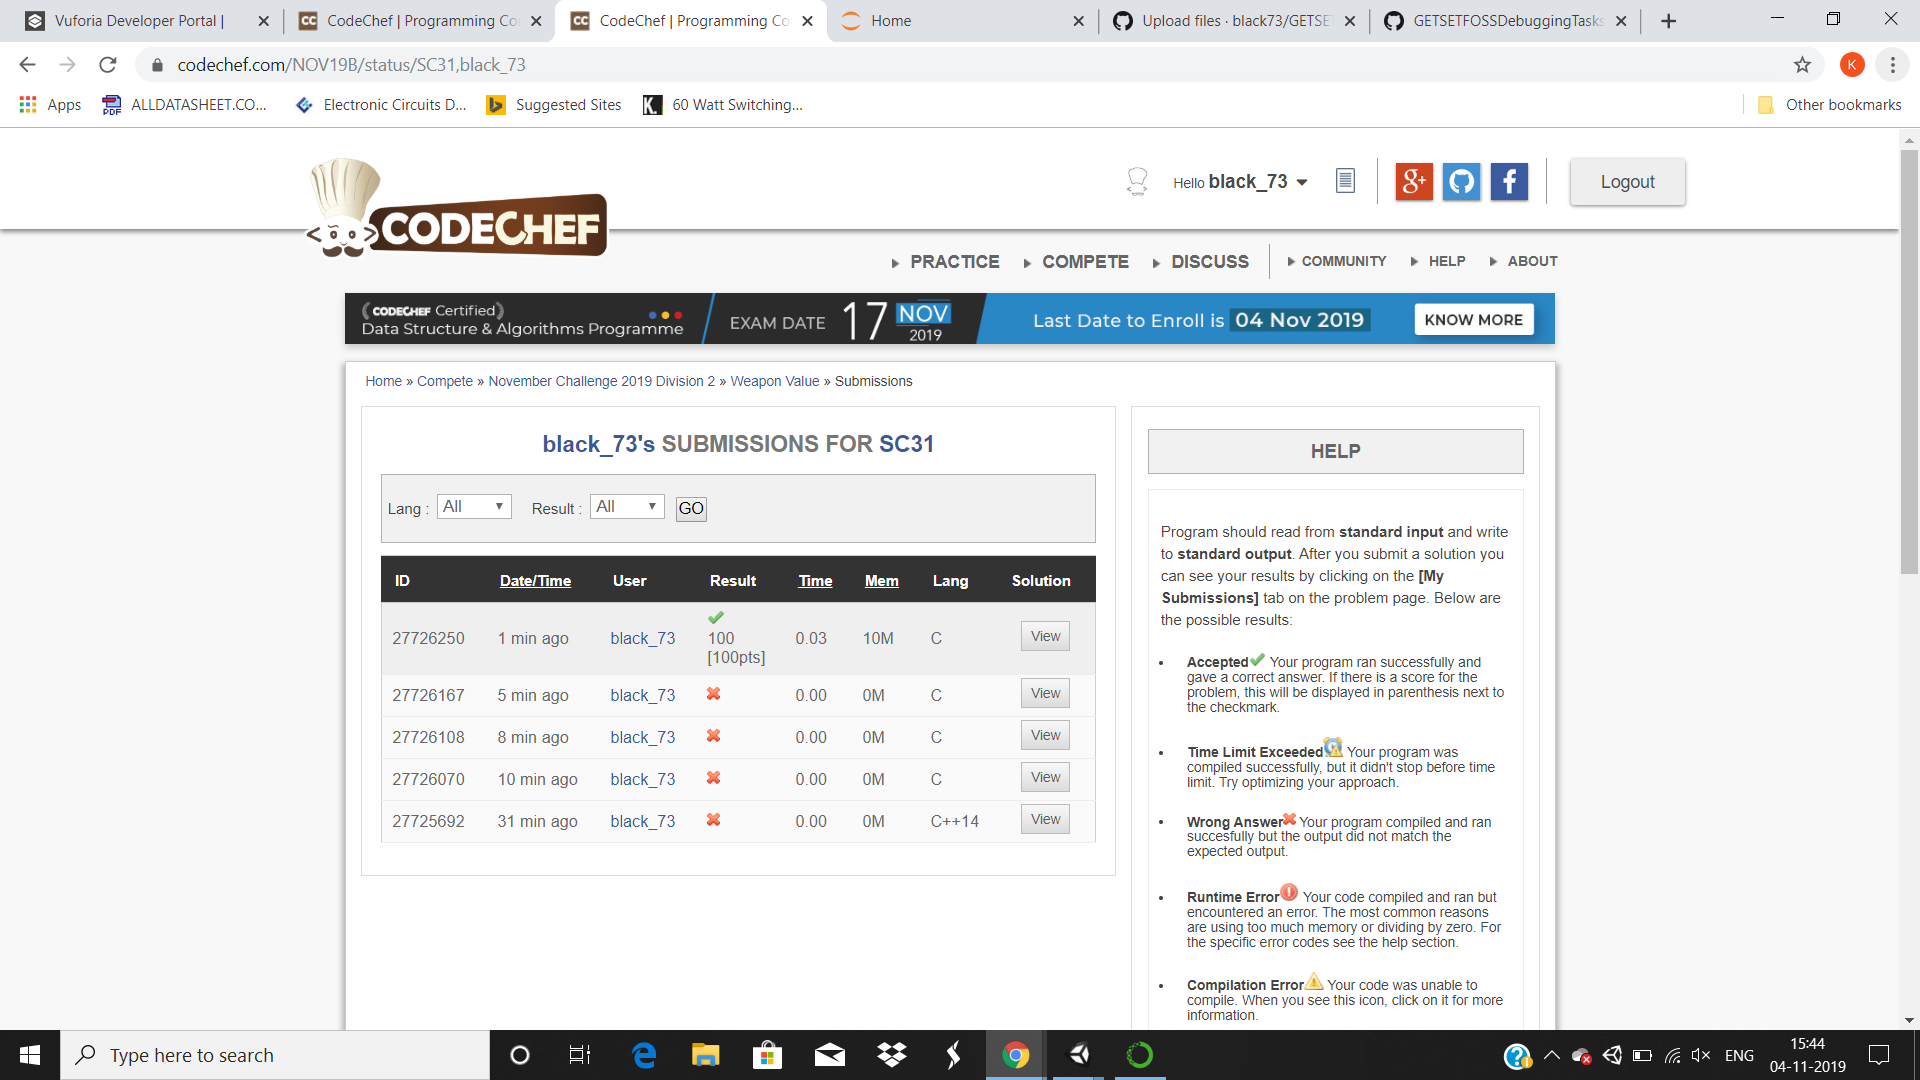 Vuforia Developer Portal |
CodeChef | Programming Co
CodeChef | Programming Co
Home
Upload files · black73/GETSE
GETSETFOSSDebuggingTasks
codechef.com/NOV19B/status/SC31,black_73
K
Apps
ALLDATASHEET.CO...
Electronic Circuits D...
Suggested Sites
60 Watt Switching...
Other bookmarks
CODECHEF
Hello black_73
Logout
PRACTICE
COMPETE
DISCUSS
COMMUNITY
HELP
ABOUT
(CODECHEF Certified)
Data Structure & Algorithms Programme
EXAM DATE 17 NOV 2019
Last Date to Enroll is 04 Nov 2019
KNOW MORE
Home » Compete » November Challenge 2019 Division 2 » Weapon Value » Submissions
black_73's SUBMISSIONS FOR SC31
Lang : All Result : All GO
ID Date/Time User Result Time Mem Lang Solution
27726250 1 min ago black_73 100 [100pts] 0.03 10M C View
27726167 5 min ago black_73 0.00 0M C View
27726108 8 min ago black_73 0.00 0M C View
27726070 10 min ago black_73 0.00 0M C View
27725692 31 min ago black_73 0.00 0M C++14 View
HELP
Program should read from standard input and write
to standard output. After you submit a solution you
can see your results by clicking on the [My
Submissions] tab on the problem page. Below are
the possible results:
Accepted Your program ran successfully and
gave a correct answer. If there is a score for the
problem, this will be displayed in parenthesis next to
the checkmark.
Time Limit Exceeded Your program was
compiled successfully, but it didn't stop before time
limit. Try optimizing your approach.
Wrong Answer Your program compiled and ran
succesfully but the output did not match the
expected output.
Runtime Error Your code compiled and ran but
encountered an error. The most common reasons
are using too much memory or dividing by zero. For
the specific error codes see the help section.
Compilation Error Your code was unable to
compile. When you see this icon, click on it for more
information.
Type here to search
ENG
15:44
04-11-2019